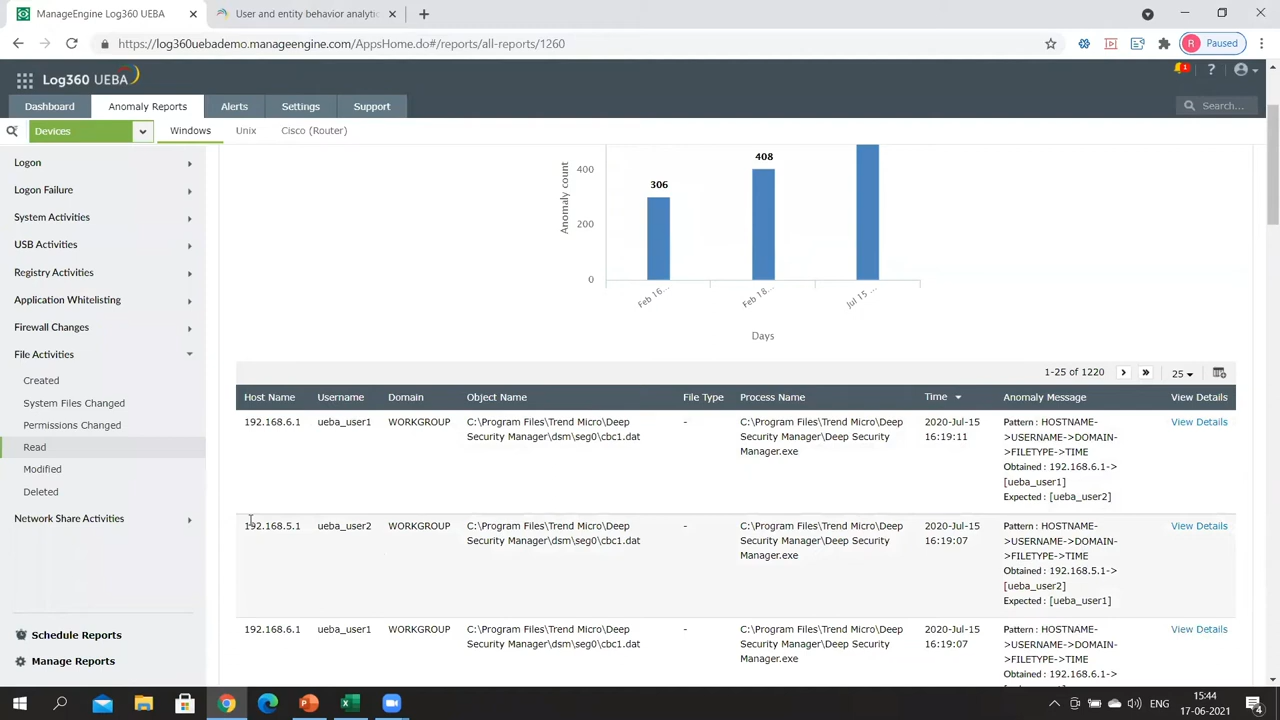 ManageEngine Log360 UEBA
User and entity behavior analytic
R Paused
https://log360uebademo.manageengine.com/AppsHome.do#/reports/all-reports/1260
Log360 UEBA
1
?
Dashboard
Anomaly Reports
Alerts
Settings
Support
Search...
Devices
Windows
Unix
Cisco (Router)
Logon
Logon Failure
System Activities
USB Activities
Registry Activities
Application Whitelisting
Firewall Changes
File Activities
Created
System Files Changed
Permissions Changed
Read
Modified
Deleted
Network Share Activities
Schedule Reports
Manage Reports
Anomaly count
400
200
0
306
408
Feb 16...
Feb 18...
Jul 15 ...
Days
1-25 of 1220
25
Host Name Username Domain Object Name File Type Process Name Time Anomaly Message View Details
192.168.6.1 ueba_user1 WORKGROUP C:\Program Files\Trend Micro\Deep - C:\Program Files\Trend Micro\Deep 2020-Jul-15 Pattern : HOSTNAME- View Details
Security Manager\dsm\seg0\cbc1.dat Security Manager\Deep Security 16:19:11 >USERNAME->DOMAIN-
Manager.exe >FILETYPE->TIME
Obtained : 192.168.6.1->
[ueba_user1]
Expected : [ueba_user2]
192.168.5.1 ueba_user2 WORKGROUP C:\Program Files\Trend Micro\Deep - C:\Program Files\Trend Micro\Deep 2020-Jul-15 Pattern : HOSTNAME- View Details
Security Manager\dsm\seg0\cbc1.dat Security Manager\Deep Security 16:19:07 >USERNAME->DOMAIN-
Manager.exe >FILETYPE->TIME
Obtained : 192.168.5.1->
[ueba_user2]
Expected : [ueba_user1]
192.168.6.1 ueba_user1 WORKGROUP C:\Program Files\Trend Micro\Deep - C:\Program Files\Trend Micro\Deep 2020-Jul-15 Pattern : HOSTNAME- View Details
Security Manager\dsm\seg0\cbc1.dat Security Manager\Deep Security 16:19:07 >USERNAME->DOMAIN-
Manager.exe >FILETYPE->TIME
Obtained : 192.168.6.1->
ENG
15:44
17-06-2021
4